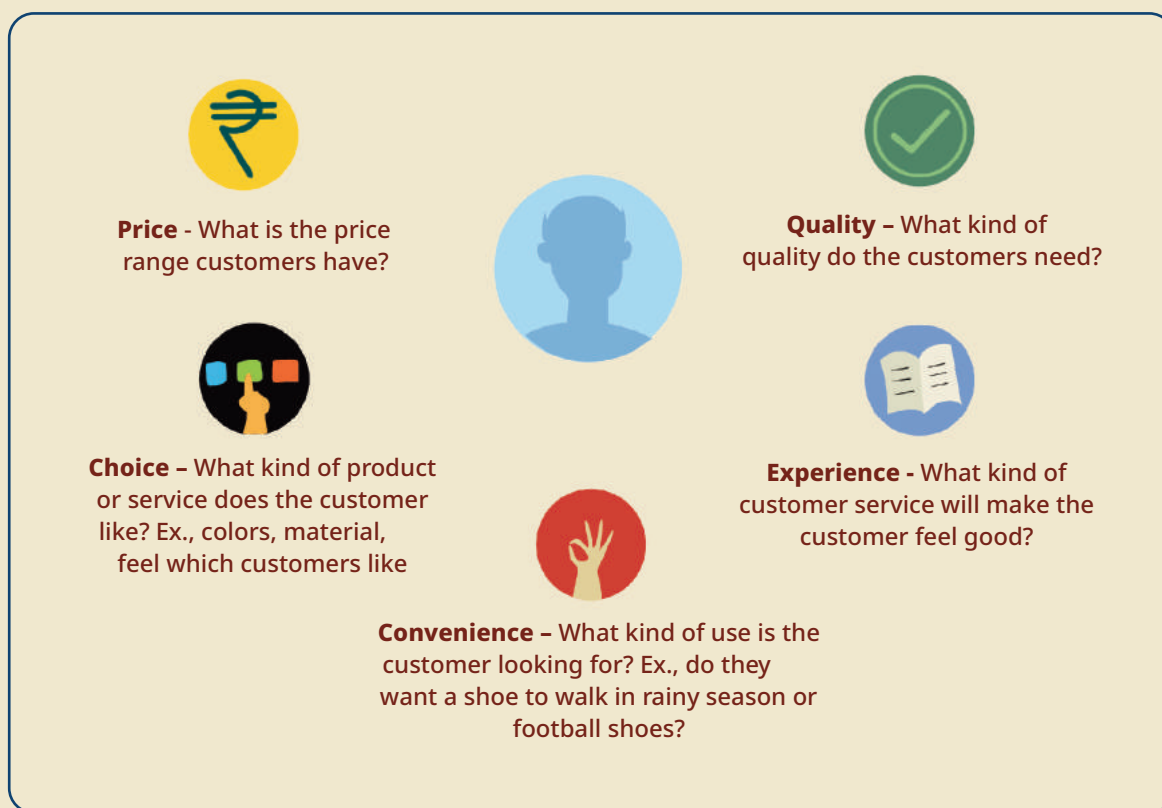 Price - What is the price
range customers have?
Quality – What kind of
quality do the customers need?
Choice – What kind of product
or service does the customer
like? Ex., colors, material,
feel which customers like
Experience - What kind of
customer service will make the
customer feel good?
Convenience – What kind of use is the
customer looking for? Ex., do they
want a shoe to walk in rainy season or
football shoes?